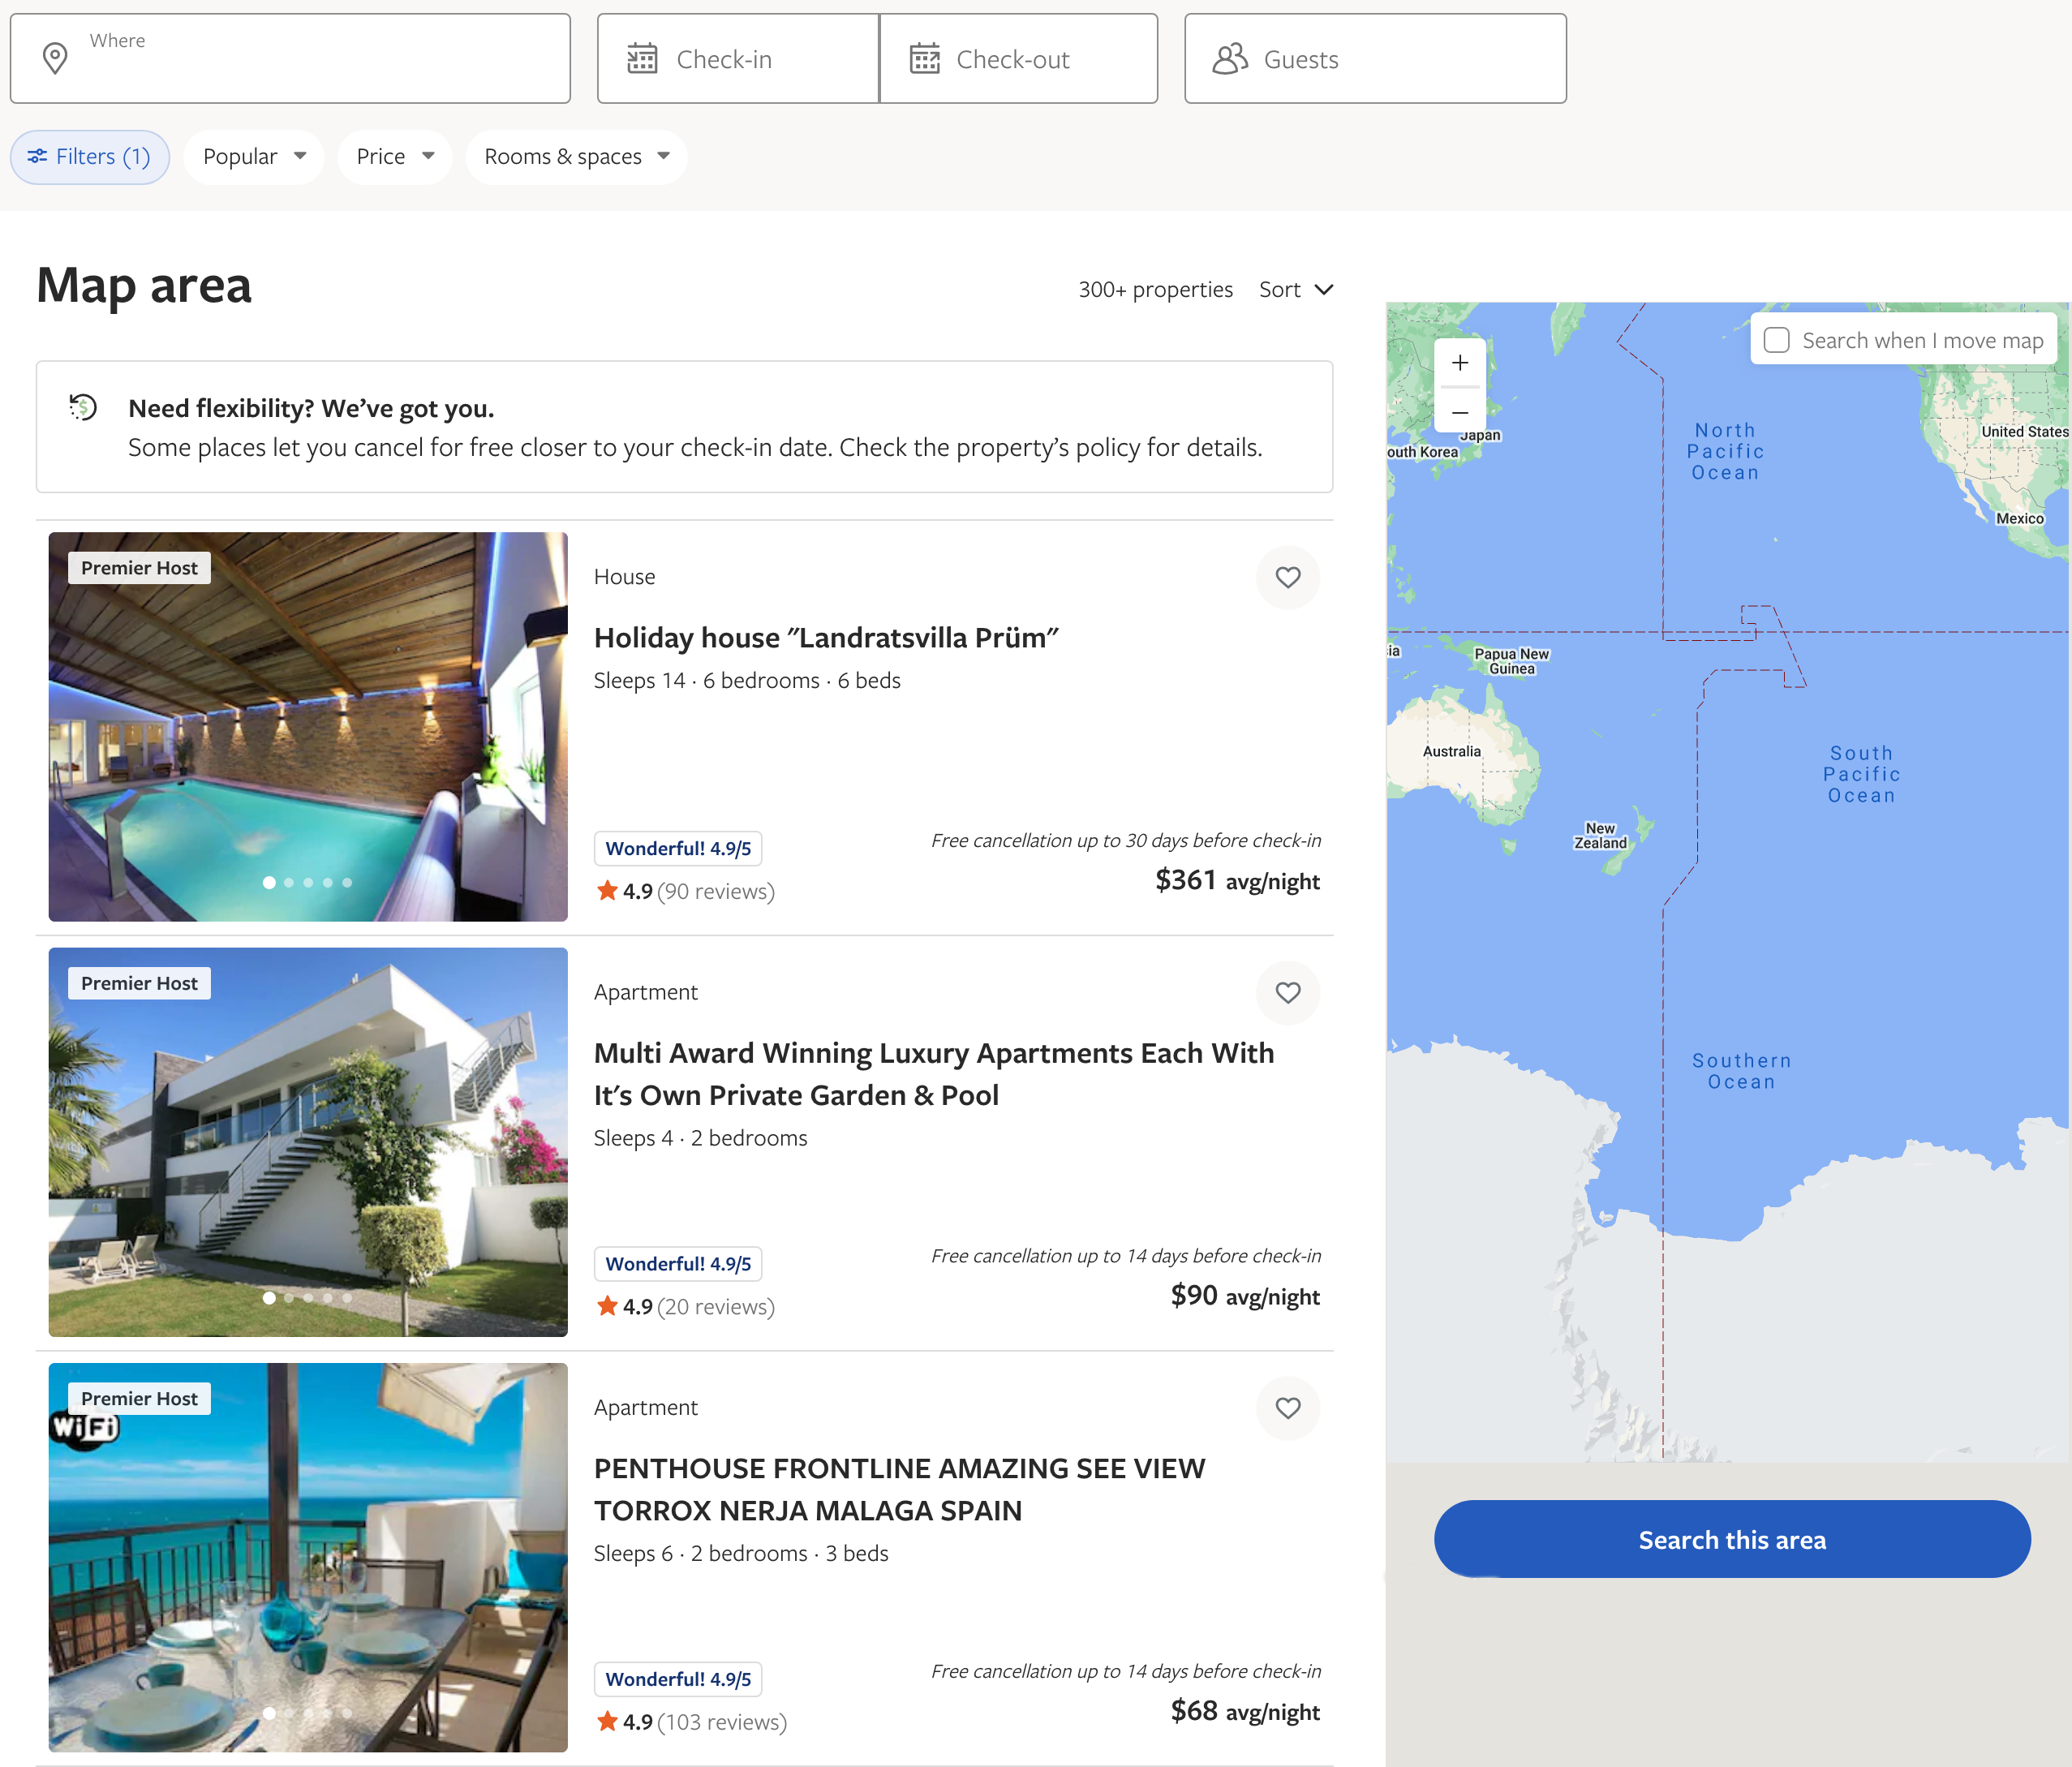 Where
Check-in
Check-out
Guests
Filters (1)
Popular
Price
Rooms & spaces
Map area
300+ properties
Sort
Need flexibility? We’ve got you.
Some places let you cancel for free closer to your check-in date. Check the property’s policy for details.
Premier Host
House
Holiday house "Landratsvilla Prüm"
Sleeps 14 · 6 bedrooms · 6 beds
Wonderful! 4.9/5
4.9 (90 reviews)
Free cancellation up to 30 days before check-in
$361 avg/night
Premier Host
Apartment
Multi Award Winning Luxury Apartments Each With
It's Own Private Garden & Pool
Sleeps 4 · 2 bedrooms
Wonderful! 4.9/5
4.9 (20 reviews)
Free cancellation up to 14 days before check-in
$90 avg/night
Premier Host
WiFi
Apartment
PENTHOUSE FRONTLINE AMAZING SEE VIEW
TORROX NERJA MALAGA SPAIN
Sleeps 6 · 2 bedrooms · 3 beds
Wonderful! 4.9/5
4.9 (103 reviews)
Free cancellation up to 14 days before check-in
$68 avg/night
Search when I move map
+
−
Japan
outh Korea
North
Pacific
Ocean
United States
Mexico
ia
Papua New
Guinea
Australia
South
Pacific
Ocean
New
Zealand
Southern
Ocean
Search this area